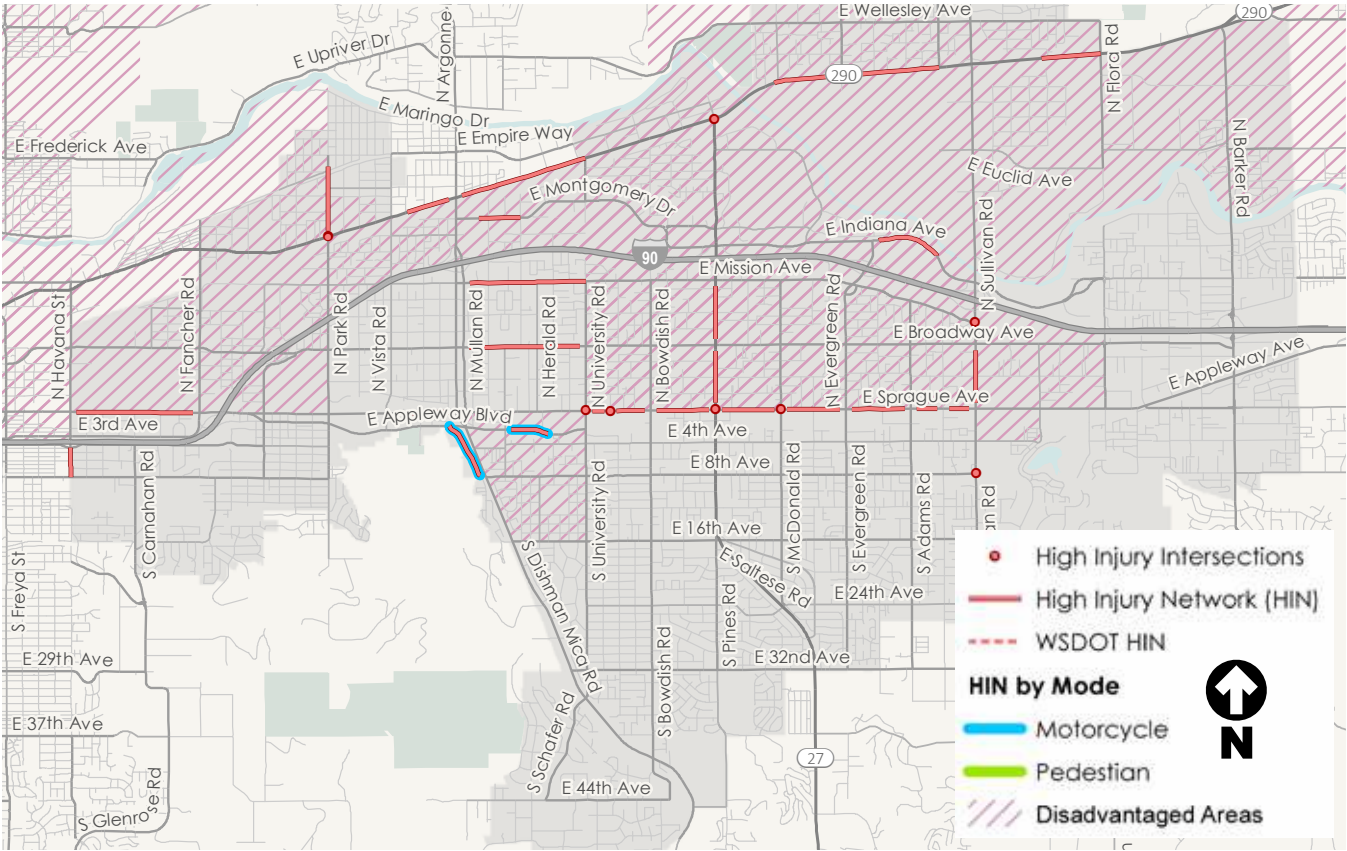 E Wellesley Ave
290
E Upriver Dr
N Argonne
N Flora Rd
290
E Maringo Dr
E Empire Way
E Frederick Ave
N Barker Rd
E Euclid Ave
E Montgomery Dr
E Indiana Ave
N Sullivan Rd
90
E Mission Ave
N Havana St
N Fancher Rd
N Park Rd
N Vista Rd
N Mullan Rd
N Herald Rd
N University Rd
N Bowdish Rd
N Evergreen Rd
E Broadway Ave
E Appleway Ave
E Sprague Ave
E Appleway Blvd
E 3rd Ave
E 4th Ave
E 8th Ave
S Carnahan Rd
S University Rd
S McDonald Rd
S Evergreen Rd
S Adams Rd
an Rd
E 16th Ave
S Freya St
S Dishman Mica Rd
E Saltese Rd
E 24th Ave
S Pines Rd
S Bowdish Rd
E 29th Ave
E 32nd Ave
E 37th Ave
S Schafer Rd
27
E 44th Ave
S Glenrose Rd
High Injury Intersections
High Injury Network (HIN)
WSDOT HIN
HIN by Mode
Motorcycle
Pedestian
Disadvantaged Areas
N